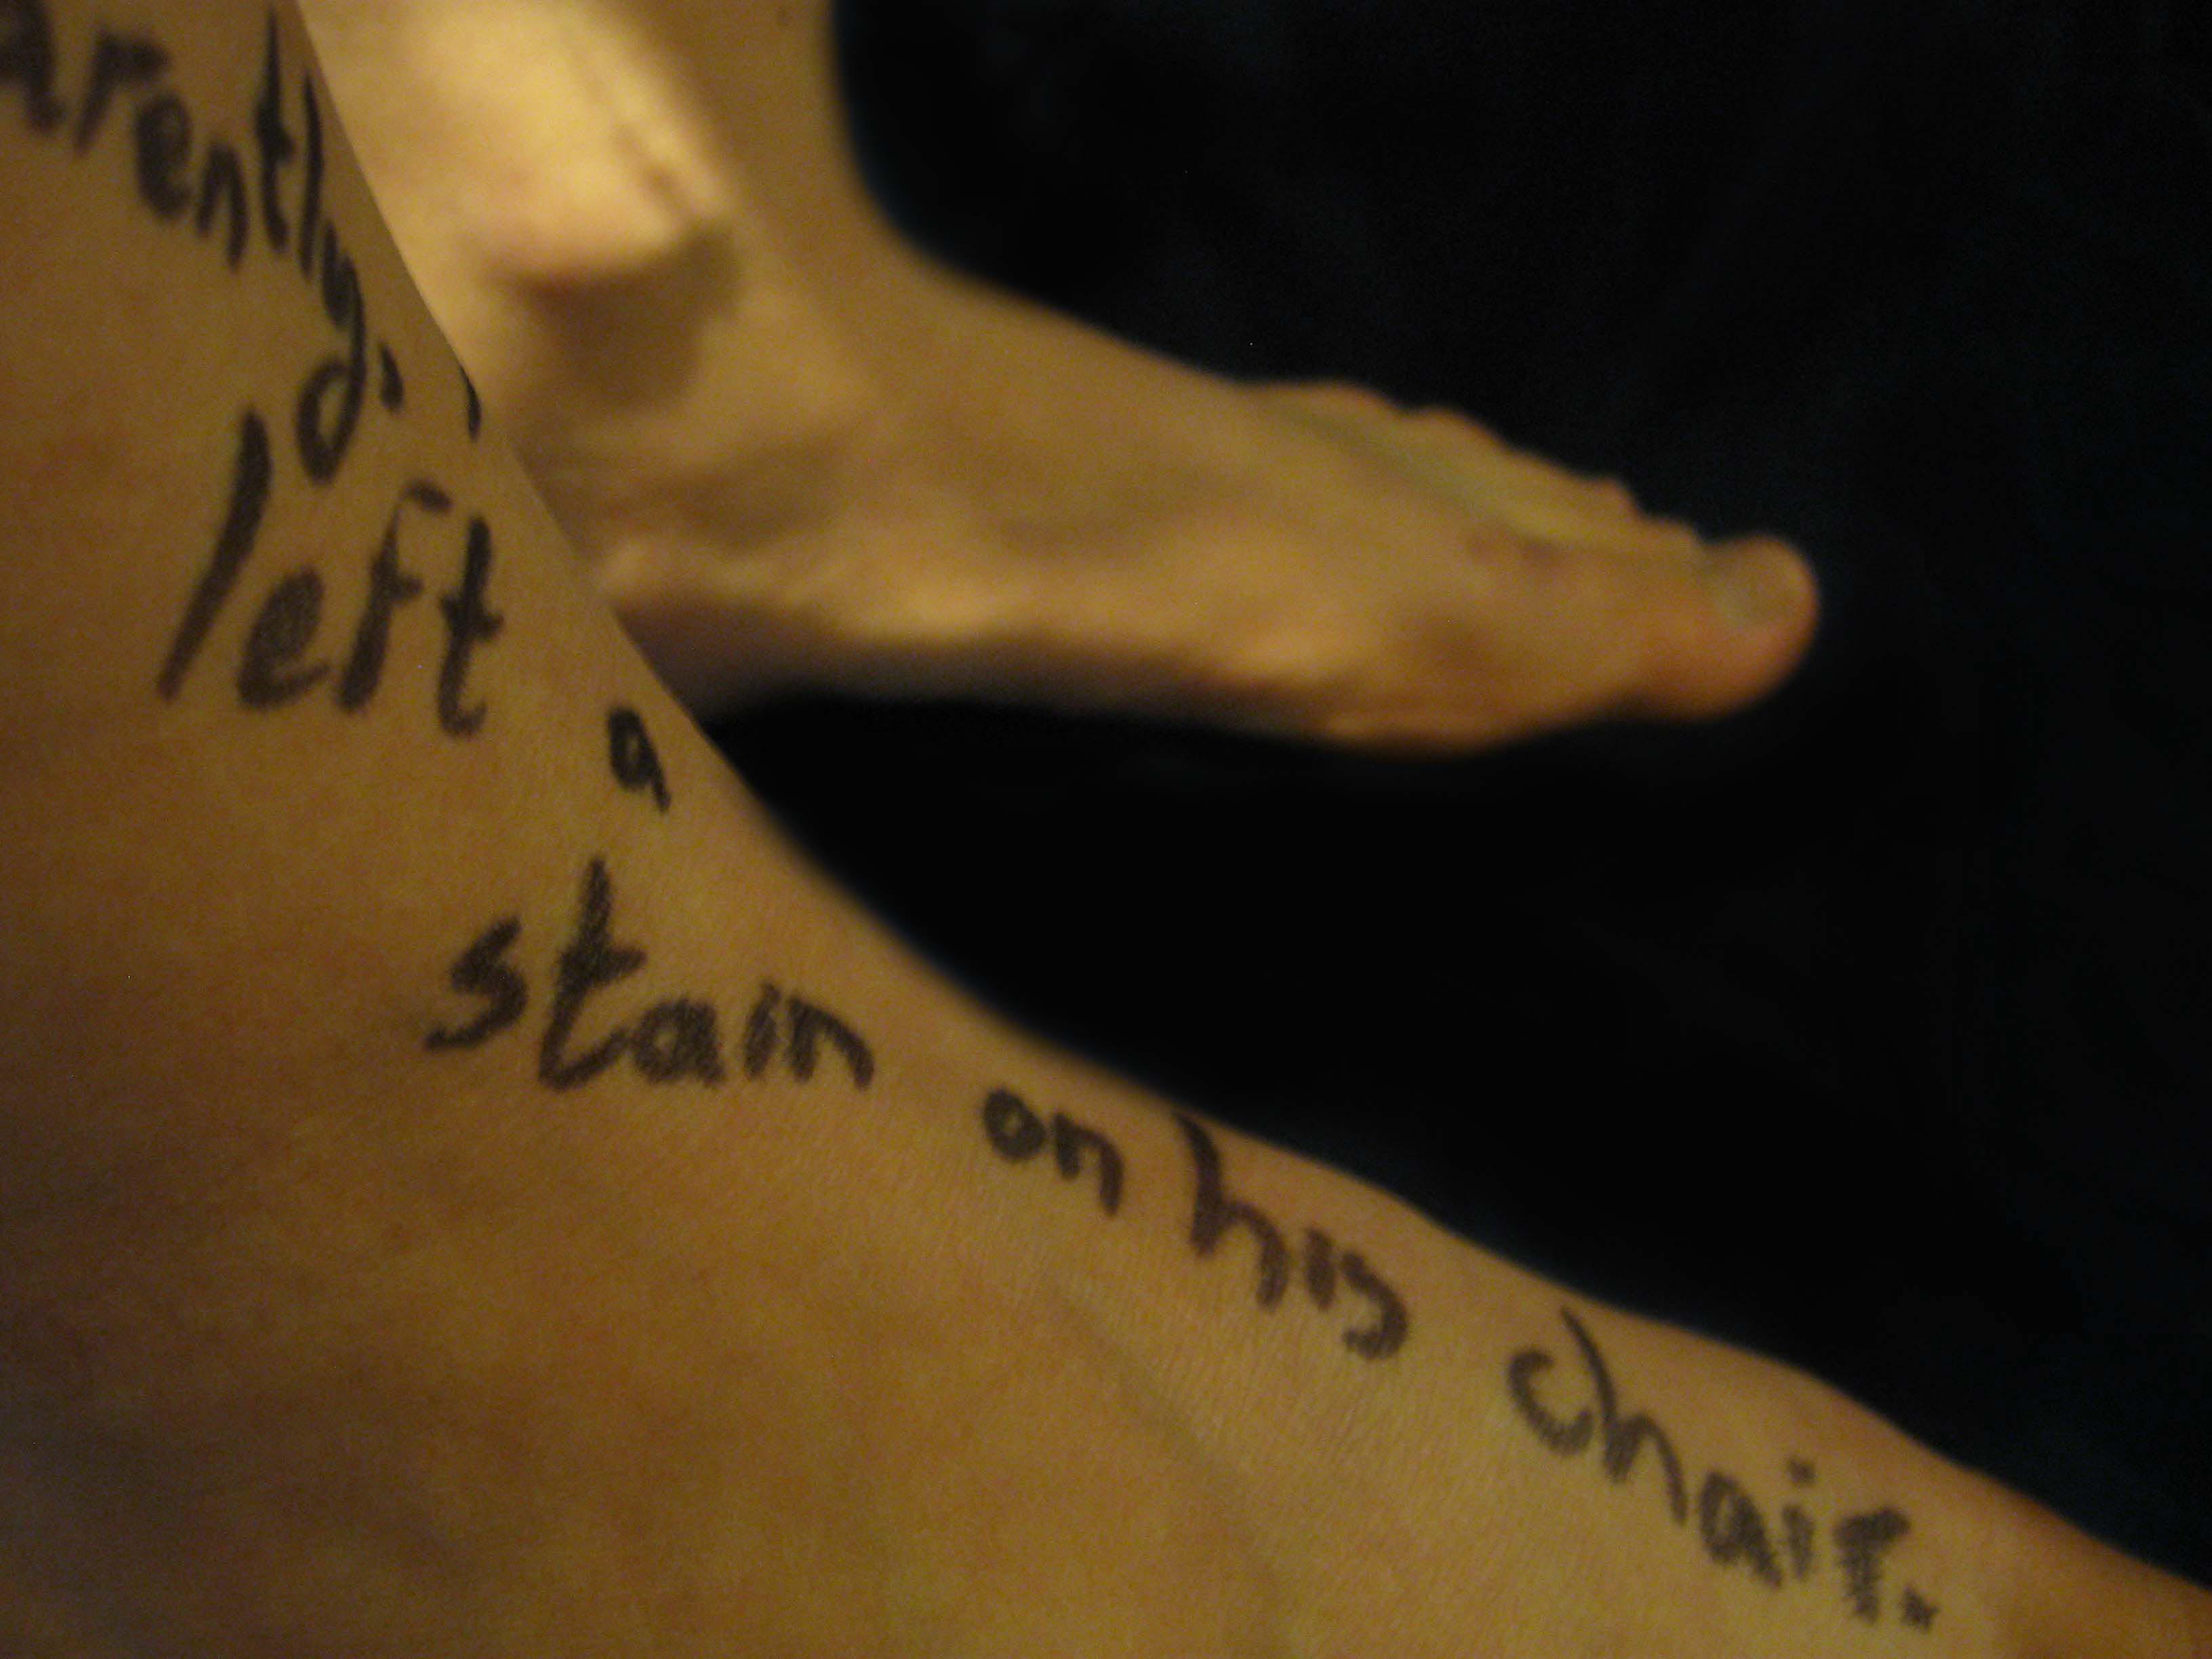 arently, I
left a
stain on his chair.